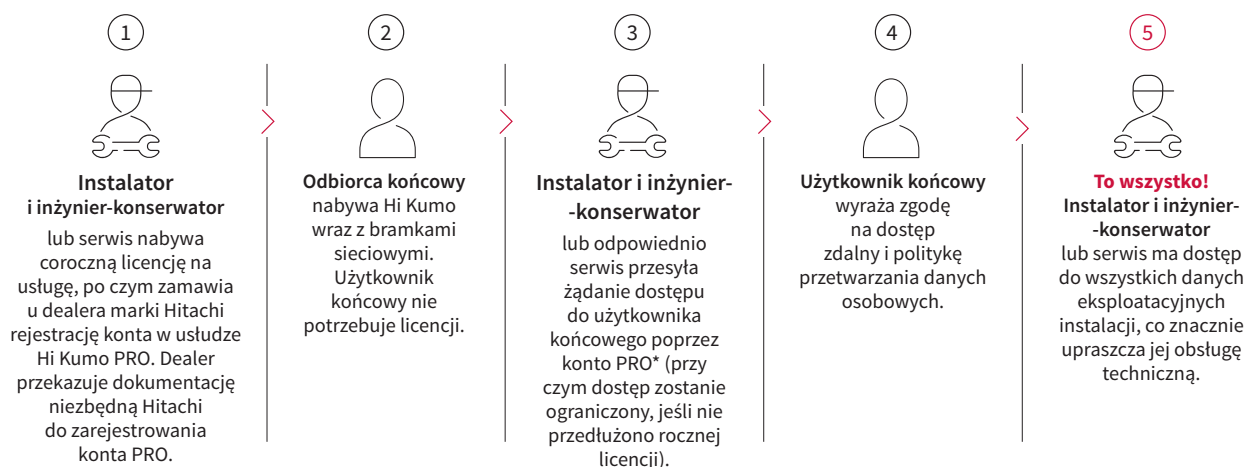 1
Instalator
i inżynier-konserwator
lub serwis nabywa
coroczną licencję na
usługę, po czym zamawia
u dealera marki Hitachi
rejestrację konta w usłudze
Hi Kumo PRO. Dealer
przekazuje dokumentację
niezbędną Hitachi
do zarejestrowania
konta PRO.
2
Odbiorca końcowy
nabywa Hi Kumo
wraz z bramkami
sieciowymi.
Użytkownik
końcowy nie
potrzebuje licencji.
3
Instalator i inżynier-
-konserwator
lub odpowiednio
serwis przesyła
żądanie dostępu
do użytkownika
końcowego poprzez
konto PRO* (przy
czym dostęp zostanie
ograniczony, jeśli nie
przedłużono rocznej
licencji).
4
Użytkownik końcowy
wyraża zgodę
na dostęp
zdalny i politykę
przetwarzania danych
osobowych.
5
To wszystko!
Instalator i inżynier-
-konserwator
lub serwis ma dostęp
do wszystkich danych
eksploatacyjnych
instalacji, co znacznie
upraszcza jej obsługę
techniczną.